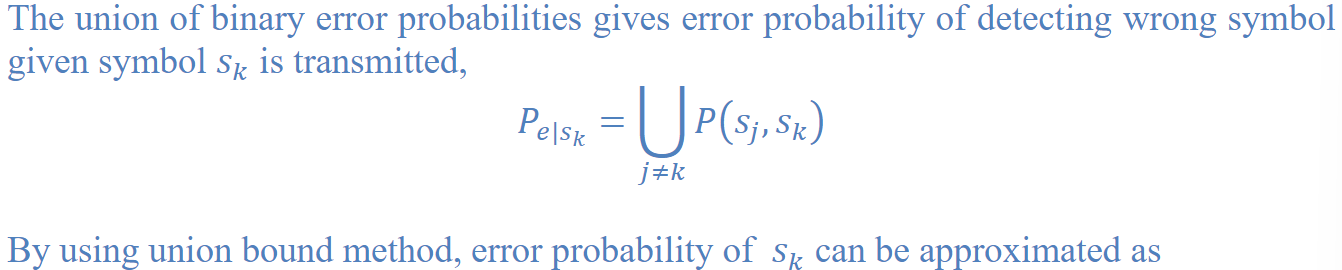 The union of binary error probabilities gives error probability of detecting wrong symbol
given symbol $s_k$ is transmitted,
$P_{e|s_k} = \bigcup_{j \neq k} P(s_j, s_k)$
By using union bound method, error probability of $s_k$ can be approximated as